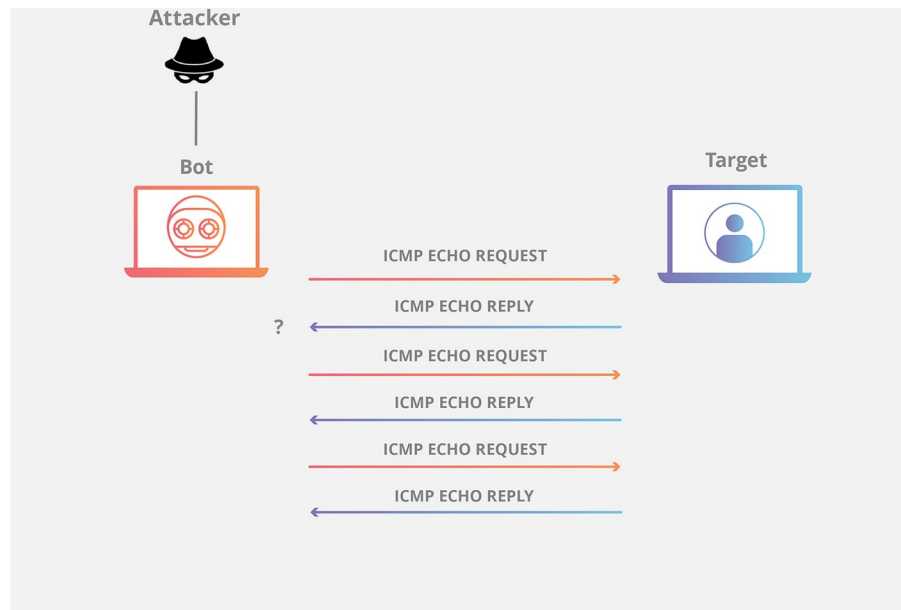 Attacker
Bot
Target
ICMP ECHO REQUEST
ICMP ECHO REPLY
?
ICMP ECHO REQUEST
ICMP ECHO REPLY
ICMP ECHO REQUEST
ICMP ECHO REPLY